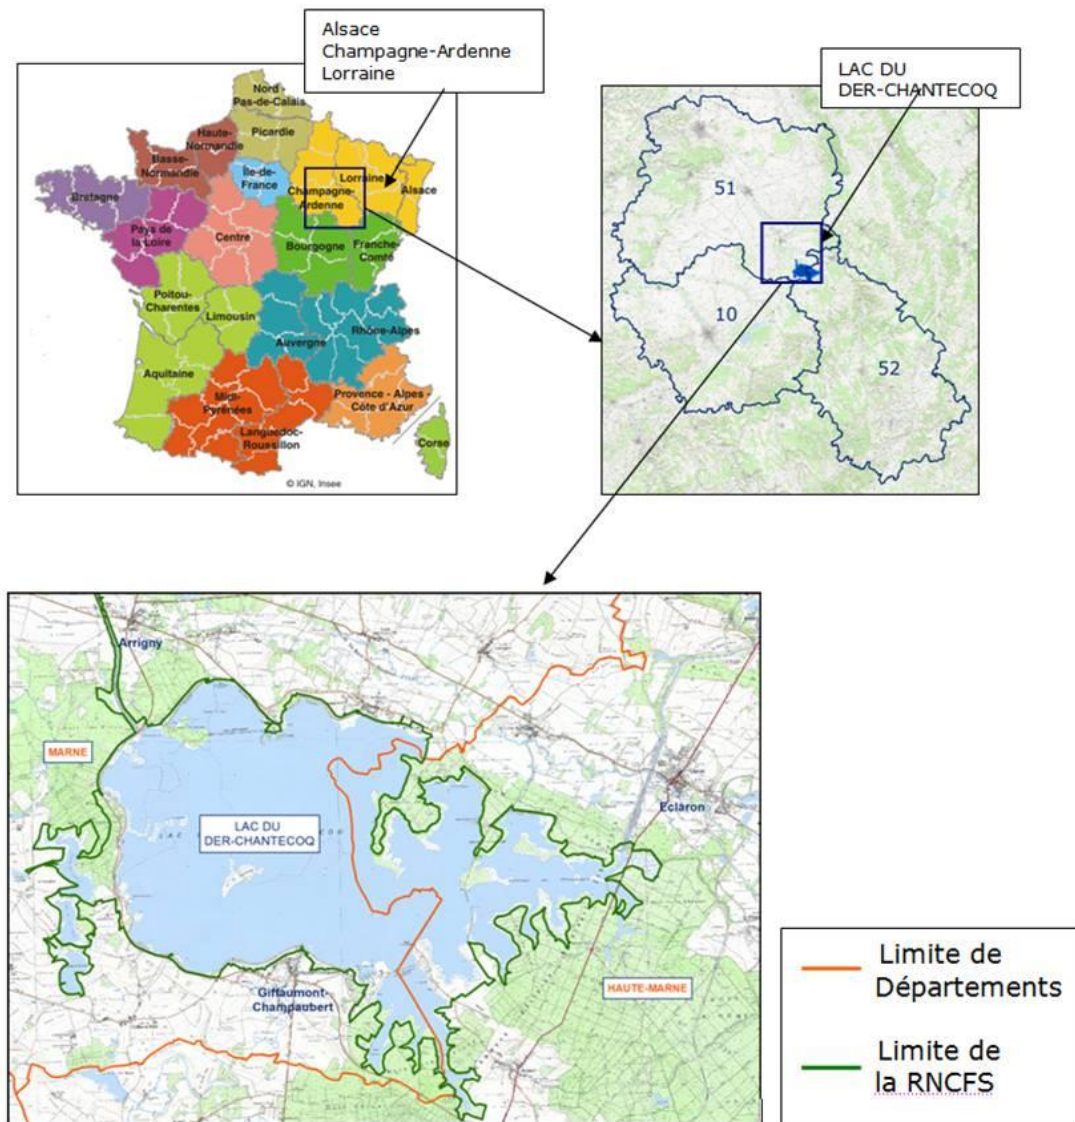 Alsace
Champagne-Ardenne
Lorraine
LAC DU
DER-CHANTECOQ
Nord -
Pas-de-Calais
Picardie
Haute-
Normandie
Basse-
Normandie
Île-de-
France
Lorraine
Alsace
Champagne-
Ardenne
Bretagne
Pays de
la Loire
Centre
Bourgogne
Franche-
Comté
Poitou-
Charentes
Limousin
Auvergne
Rhône-Alpes
Aquitaine
Midi-
Pyrénées
Languedoc-
Roussillon
Provence - Alpes -
Côte d'Azur
Corse
© IGN, Insee
51
10
52
Arrigny
MARNE
LAC DU
DER-CHANTECOQ
Eclaron
Giffaumont-
Champaubert
HAUTE-MARNE
Limite de
Départements
Limite de
la RNCFS